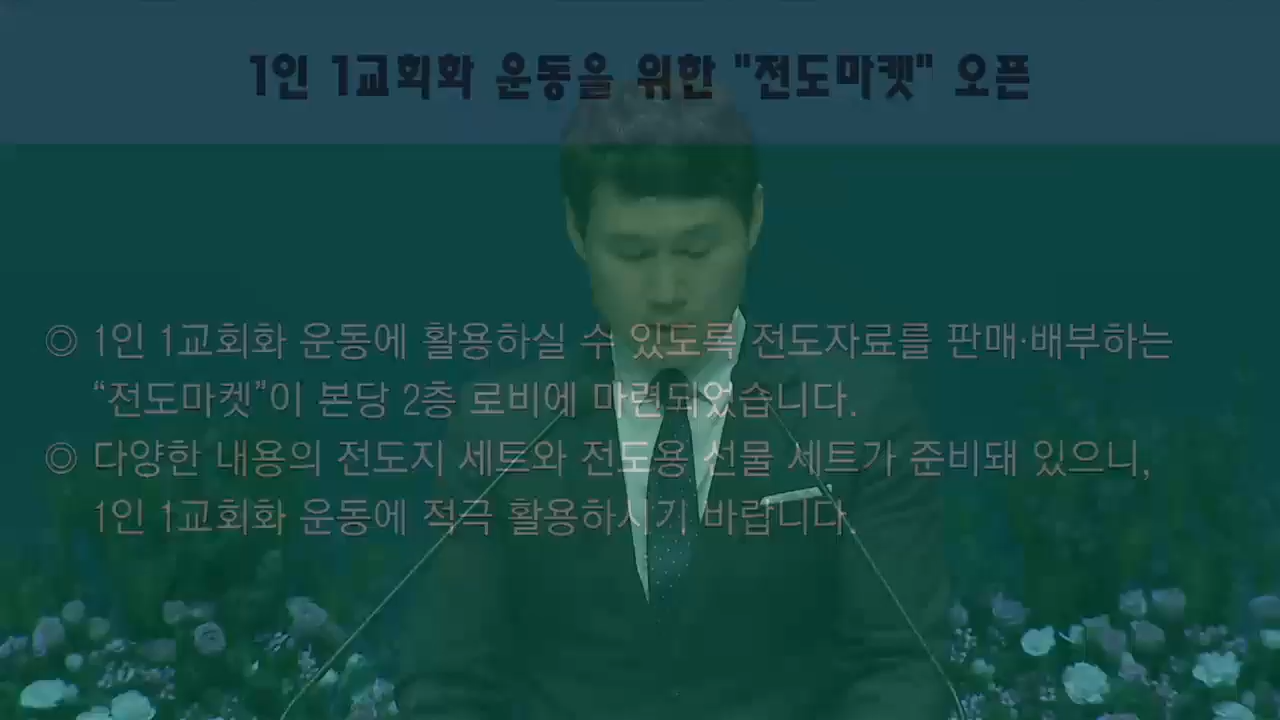 1인 1교회화 운동을 위한 "전도마켓" 오픈
◎ 1인 1교회화 운동에 활용하실 수 있도록 전도자료를 판매·배부하는
“전도마켓”이 본당 2층 로비에 마련되었습니다.
◎ 다양한 내용의 전도지 세트와 전도용 선물 세트가 준비돼 있으니,
1인 1교회화 운동에 적극 활용하시기 바랍니다.